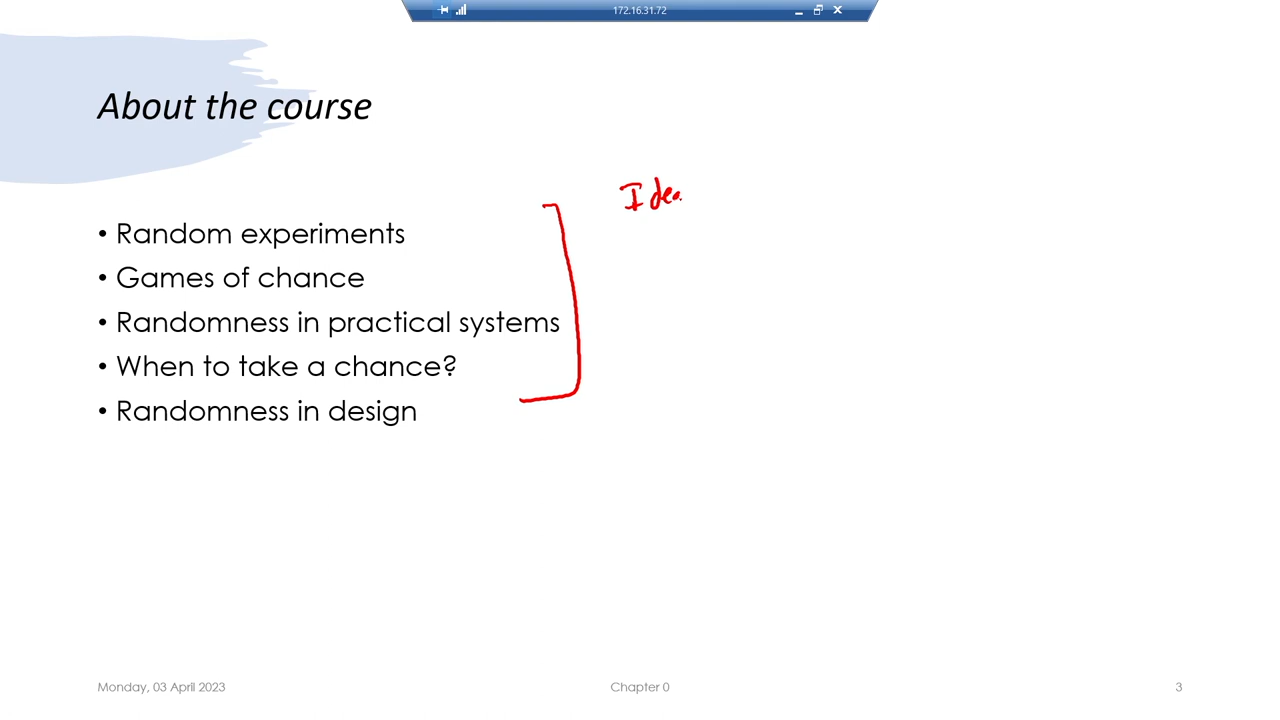 172.16.31.72
About the course
Idea
• Random experiments
• Games of chance
• Randomness in practical systems
• When to take a chance?
• Randomness in design
Monday, 03 April 2023
Chapter 0
3